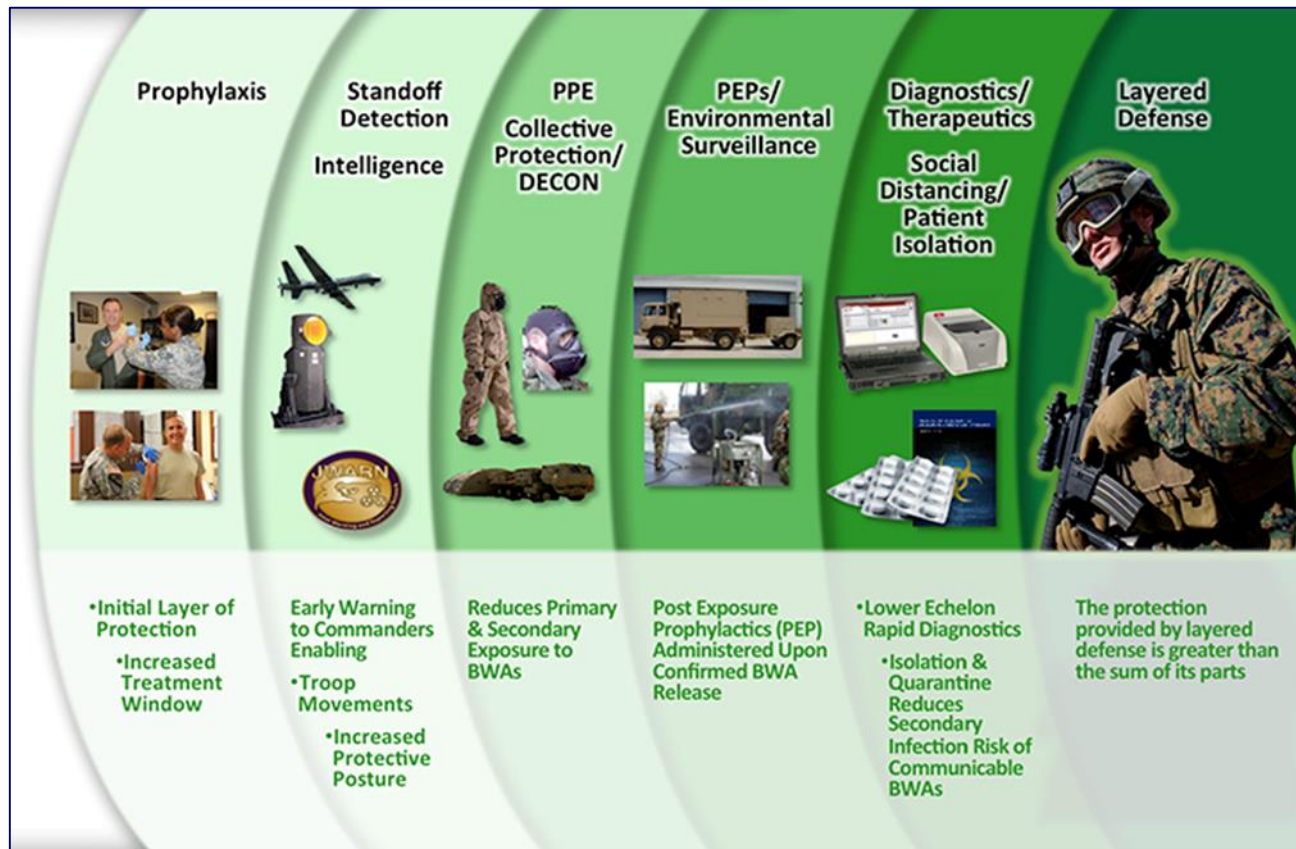 Prophylaxis
Standoff
Detection
Intelligence
PPE
Collective
Protection/
DECON
PEPs/
Environmental
Surveillance
Diagnostics/
Therapeutics
Social
Distancing/
Patient
Isolation
Layered
Defense
JWARN
•Initial Layer of
Protection
•Increased
Treatment
Window
Early Warning
to Commanders
Enabling
•Troop
Movements
•Increased
Protective
Posture
Reduces Primary
& Secondary
Exposure to
BWAs
Post Exposure
Prophylactics (PEP)
Administered Upon
Confirmed BWA
Release
•Lower Echelon
Rapid Diagnostics
•Isolation &
Quarantine
Reduces
Secondary
Infection Risk of
Communicable
BWAs
The protection
provided by layered
defense is greater than
the sum of its parts